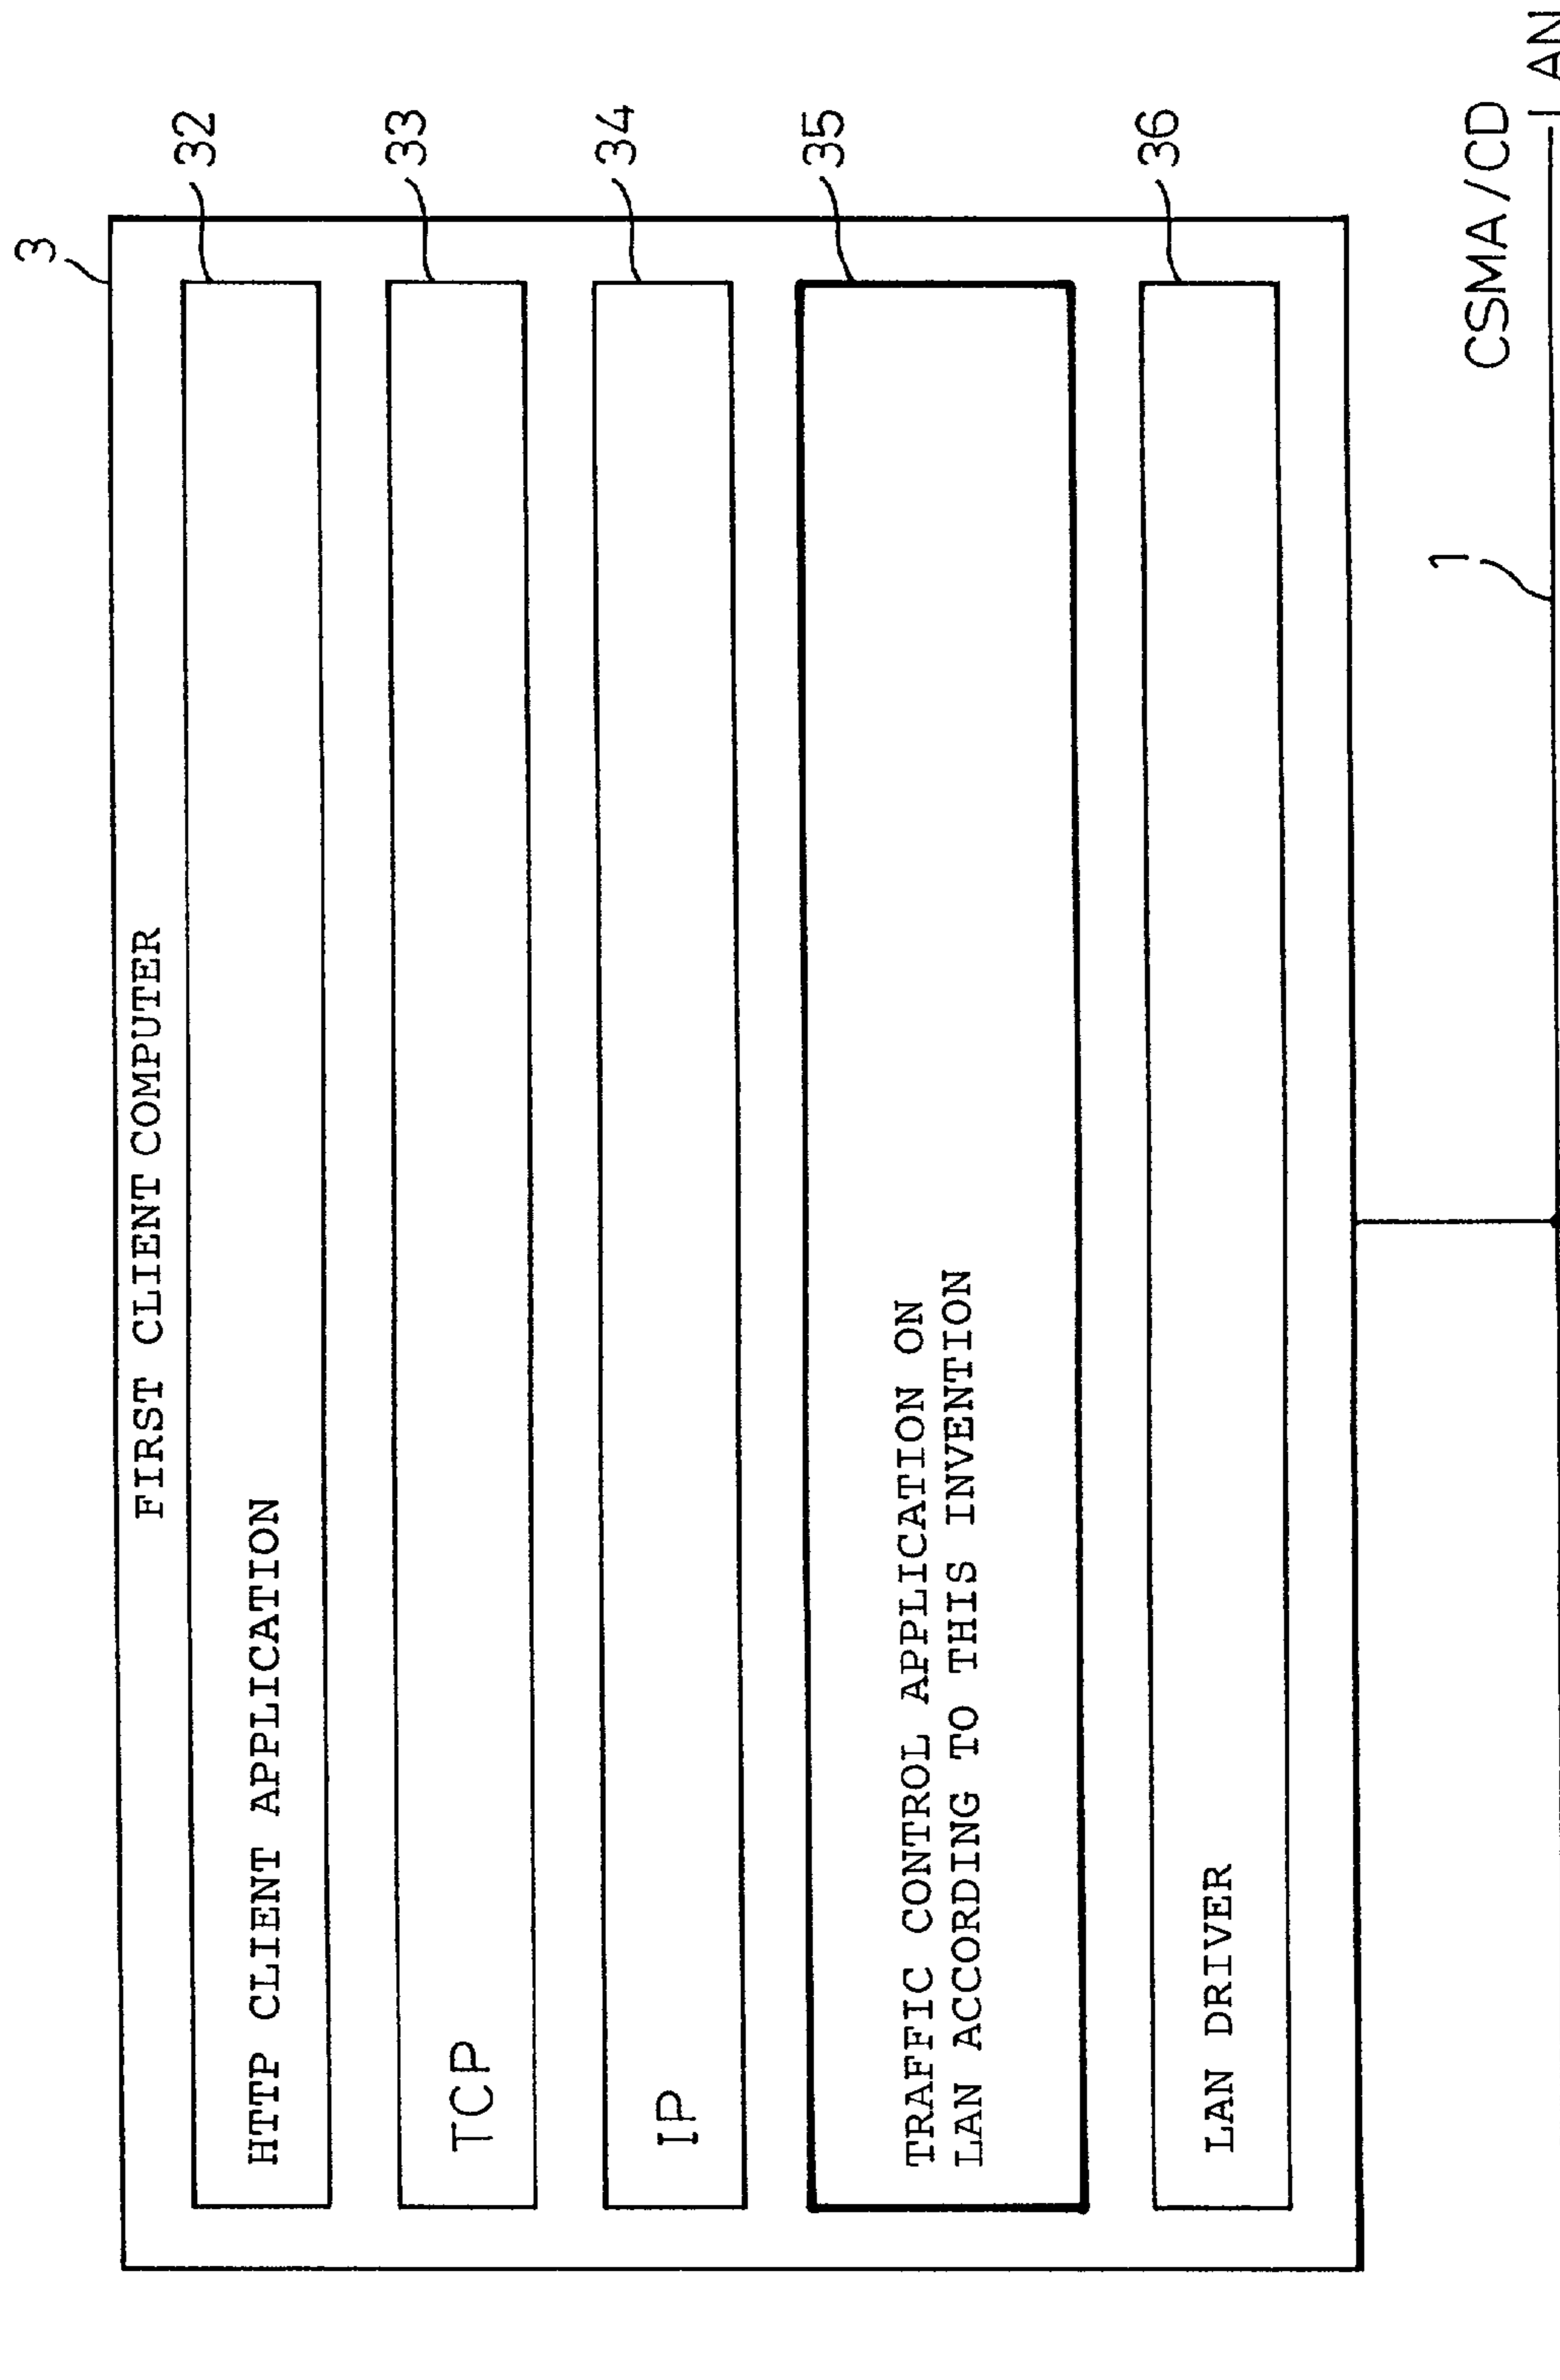 3
FIRST CLIENT COMPUTER
32
HTTP CLIENT APPLICATION
33
TCP
34
IP
35
TRAFFIC CONTROL APPLICATION ON
LAN ACCORDING TO THIS INVENTION
36
LAN DRIVER
1
CSMA/CD
LAN